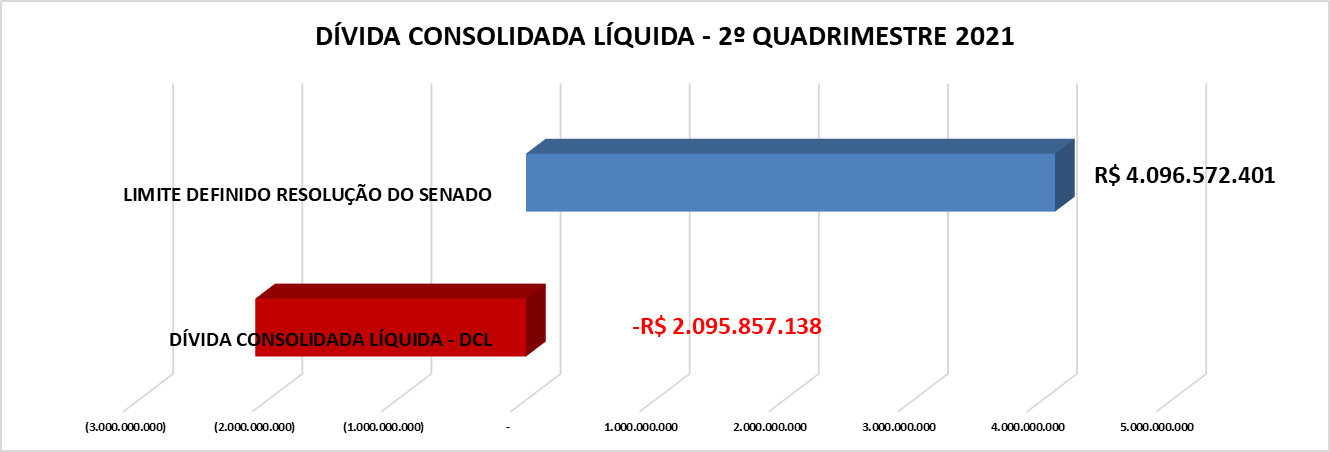 DÍVIDA CONSOLIDADA LÍQUIDA - 2º QUADRIMESTRE 2021
LIMITE DEFINIDO RESOLUÇÃO DO SENADO
R$ 4.096.572.401
DÍVIDA CONSOLIDADA LÍQUIDA - DCL
-R$ 2.095.857.138
(3.000.000.000) (2.000.000.000) (1.000.000.000) - 1.000.000.000 2.000.000.000 3.000.000.000 4.000.000.000 5.000.000.000